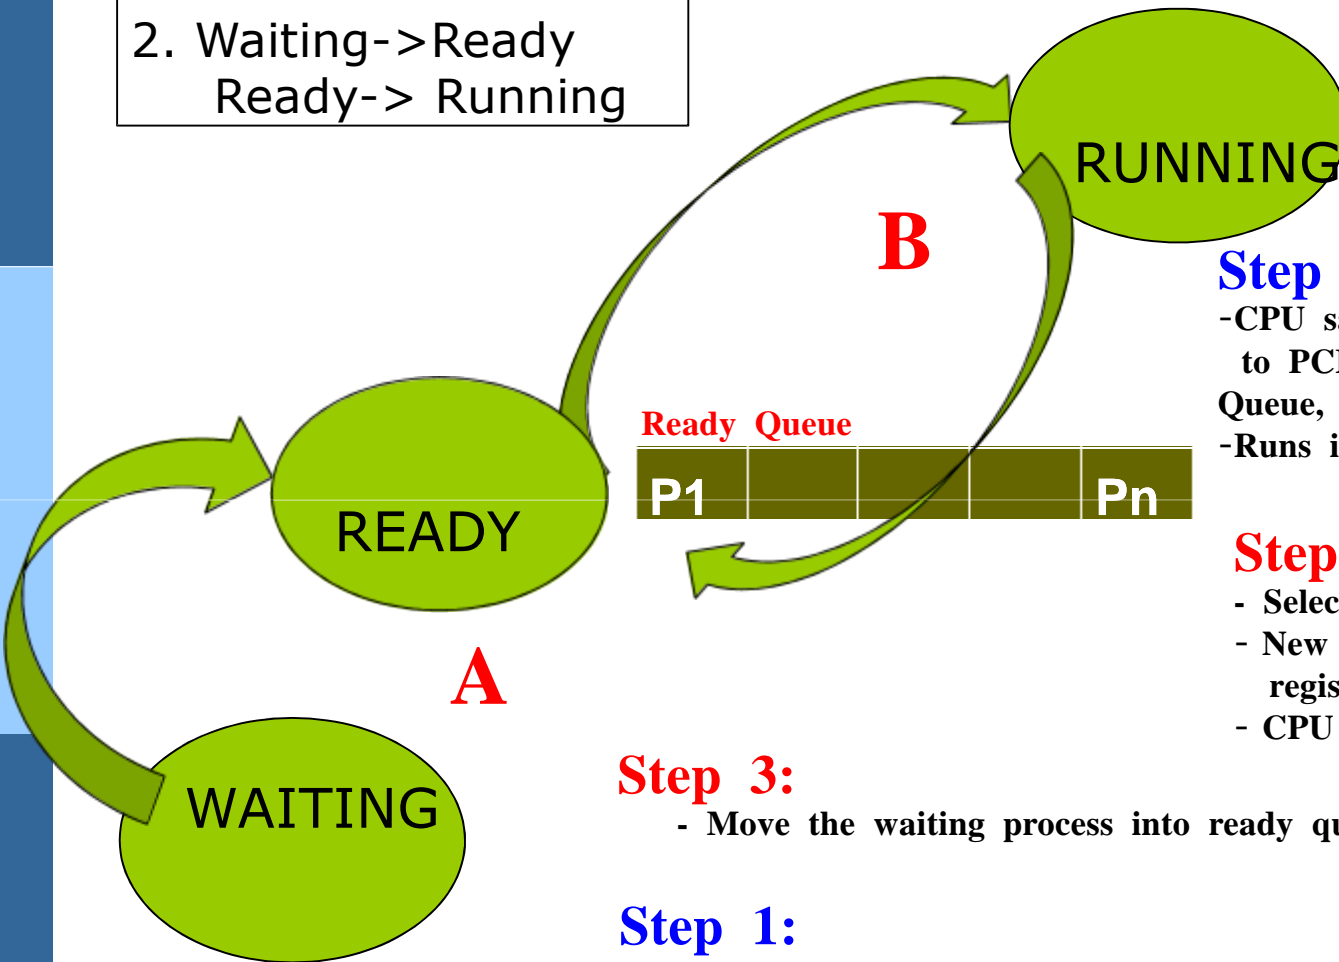 2. Waiting->Ready
Ready-> Running
RUNNING
B
Step
-CPU
to
Queue,
-Runs
Ready Queue
P1
Pn
READY
Step
-
- New
- CPU
A
Step 3:
- Move the waiting process into ready
WAITING
Step 1: